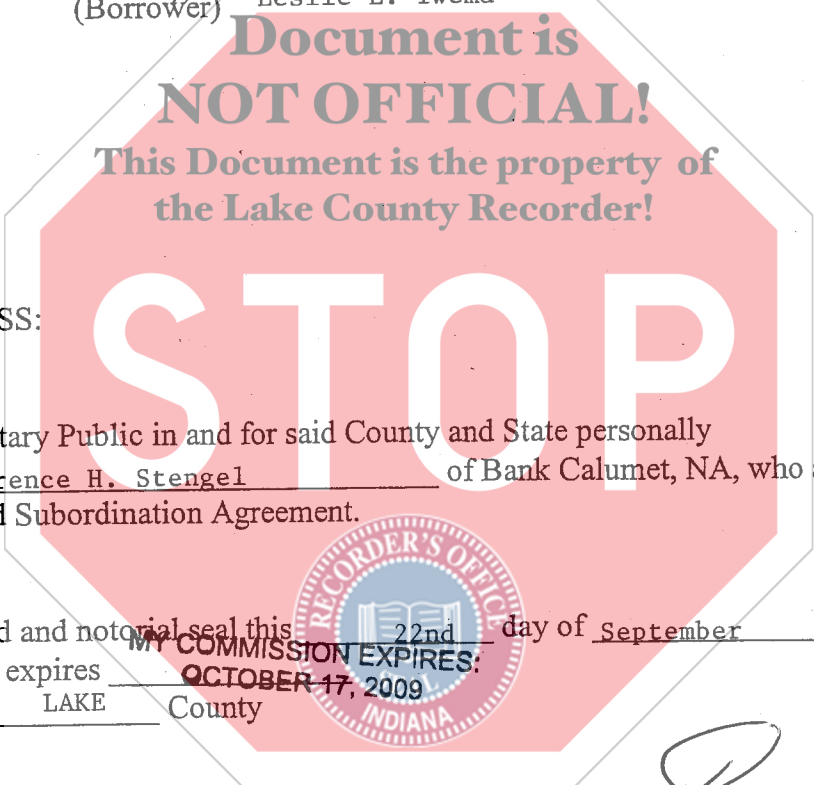 (Borrower)
Document is
NOT OFFICIAL!
This Document is the property of
the Lake County Recorder!
SS:
STOP
tary Public in and for said County and State personally
ence H. Stengel of Bank Calumet, NA, who
d Subordination Agreement.
RECORDER'S OFFICE
d and notorial seal this 22nd day of September
MY COMMISSION EXPIRES:
expires
OCTOBER 17, 2009
LAKE County
INDIANA